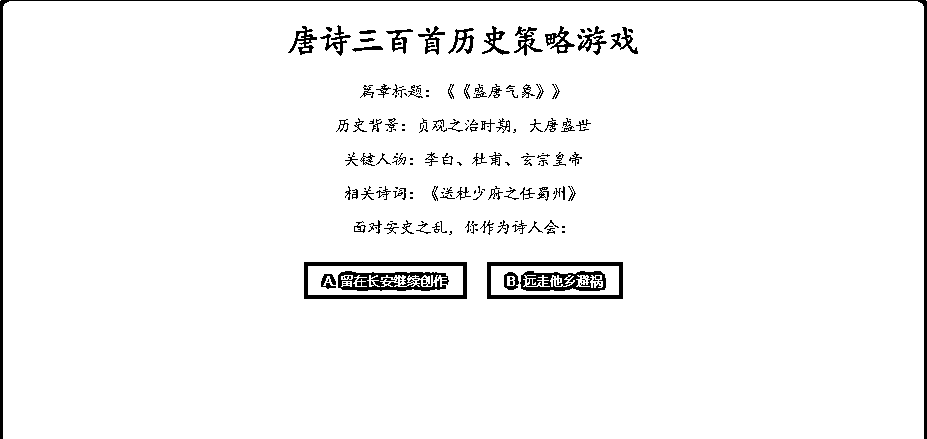 唐诗三百首历史策略游戏
篇章标题：《《盛唐气象》》
历史背景：贞观之治时期，大唐盛世
关键人物：李白、杜甫、玄宗皇帝
相关诗词：《送杜少府之任蜀州》
面对安史之乱，你作为诗人会：
A. 留在长安继续创作
B. 远走他乡避祸